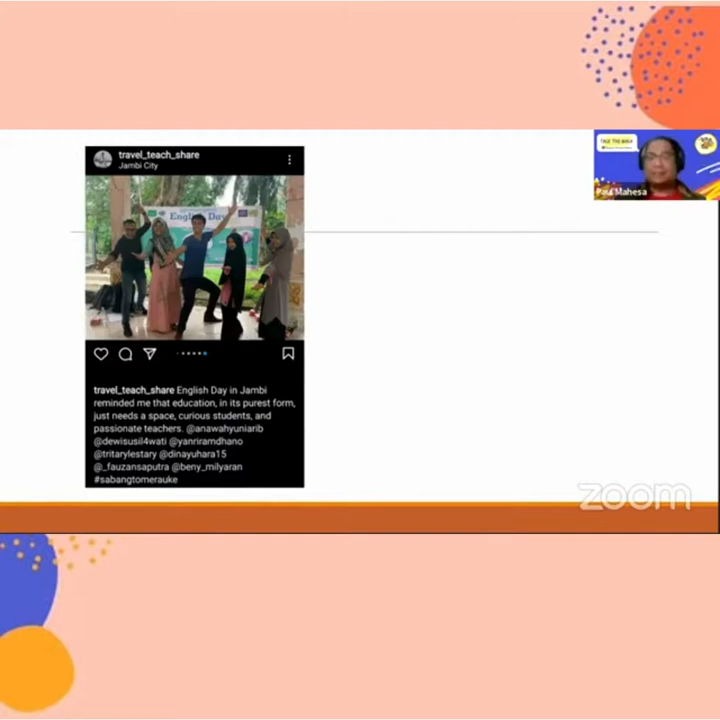 travel_teach_share
Jambi City
English Day
travel_teach_share English Day in Jambi
reminded me that education, in its purest form,
just needs a space, curious students, and
passionate teachers. @anawahyuniarib
@dewisusil4wati @yanriramdhano
@tritarylestary @dinayuhara15
@_fauzansaputra @beny_milyaran
#sabangtomerauke
Paul Mahesa
zoom